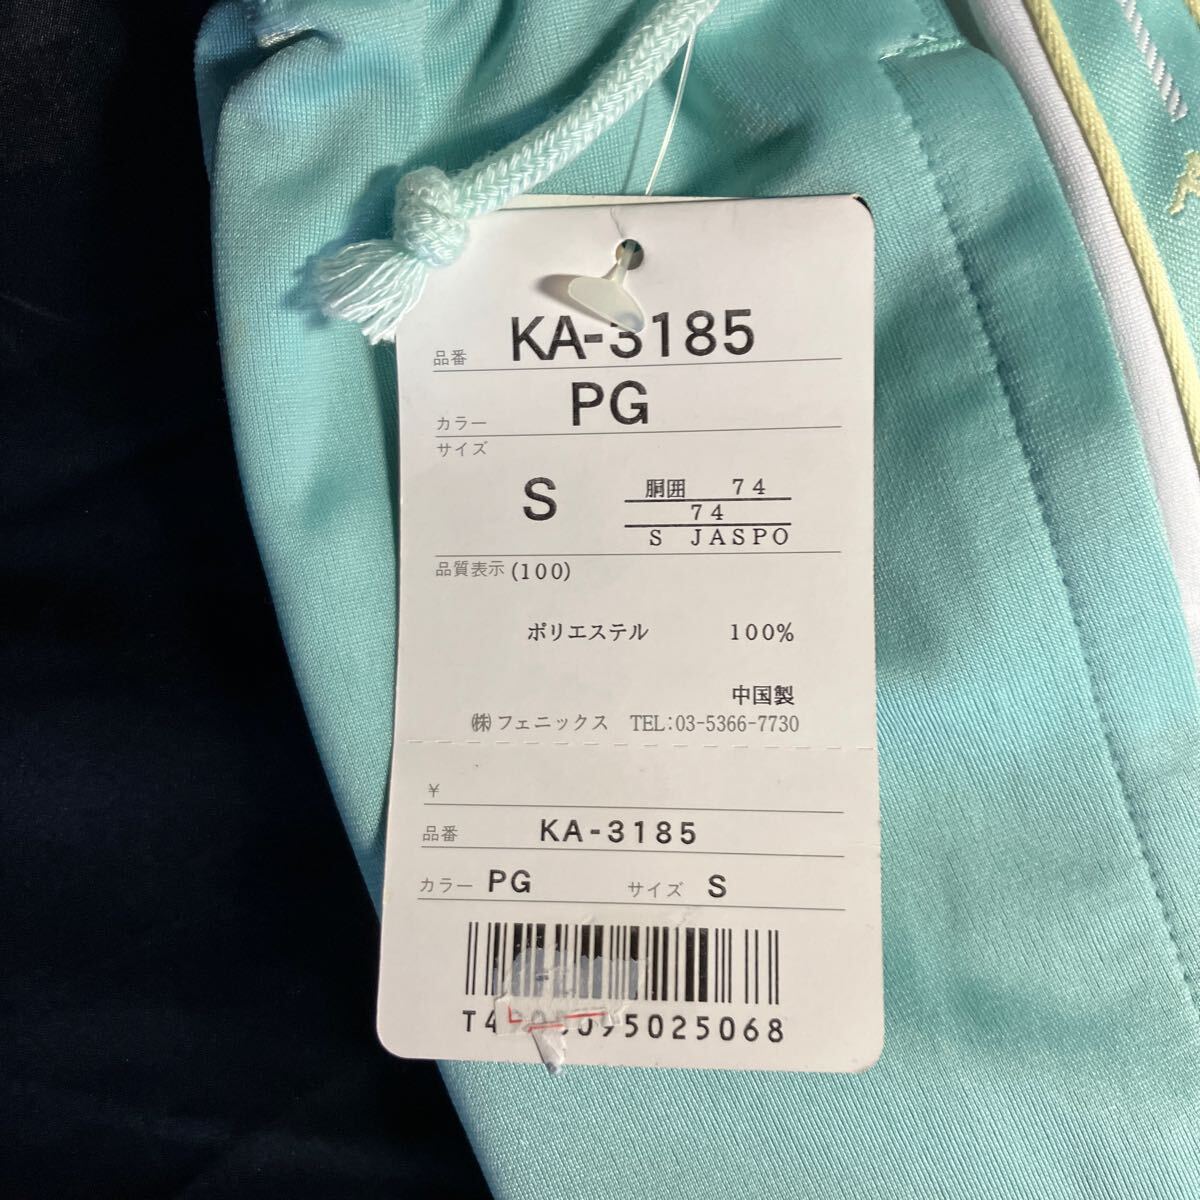 品番 KA-3185
カラー PG
サイズ
S
胴囲 74
74
S JASPO
品質表示 (100)
ポリエステル 100%
中国製
㈱フェニックス TEL:03-5366-7730
¥
品番 KA-3185
カラー PG サイズ S